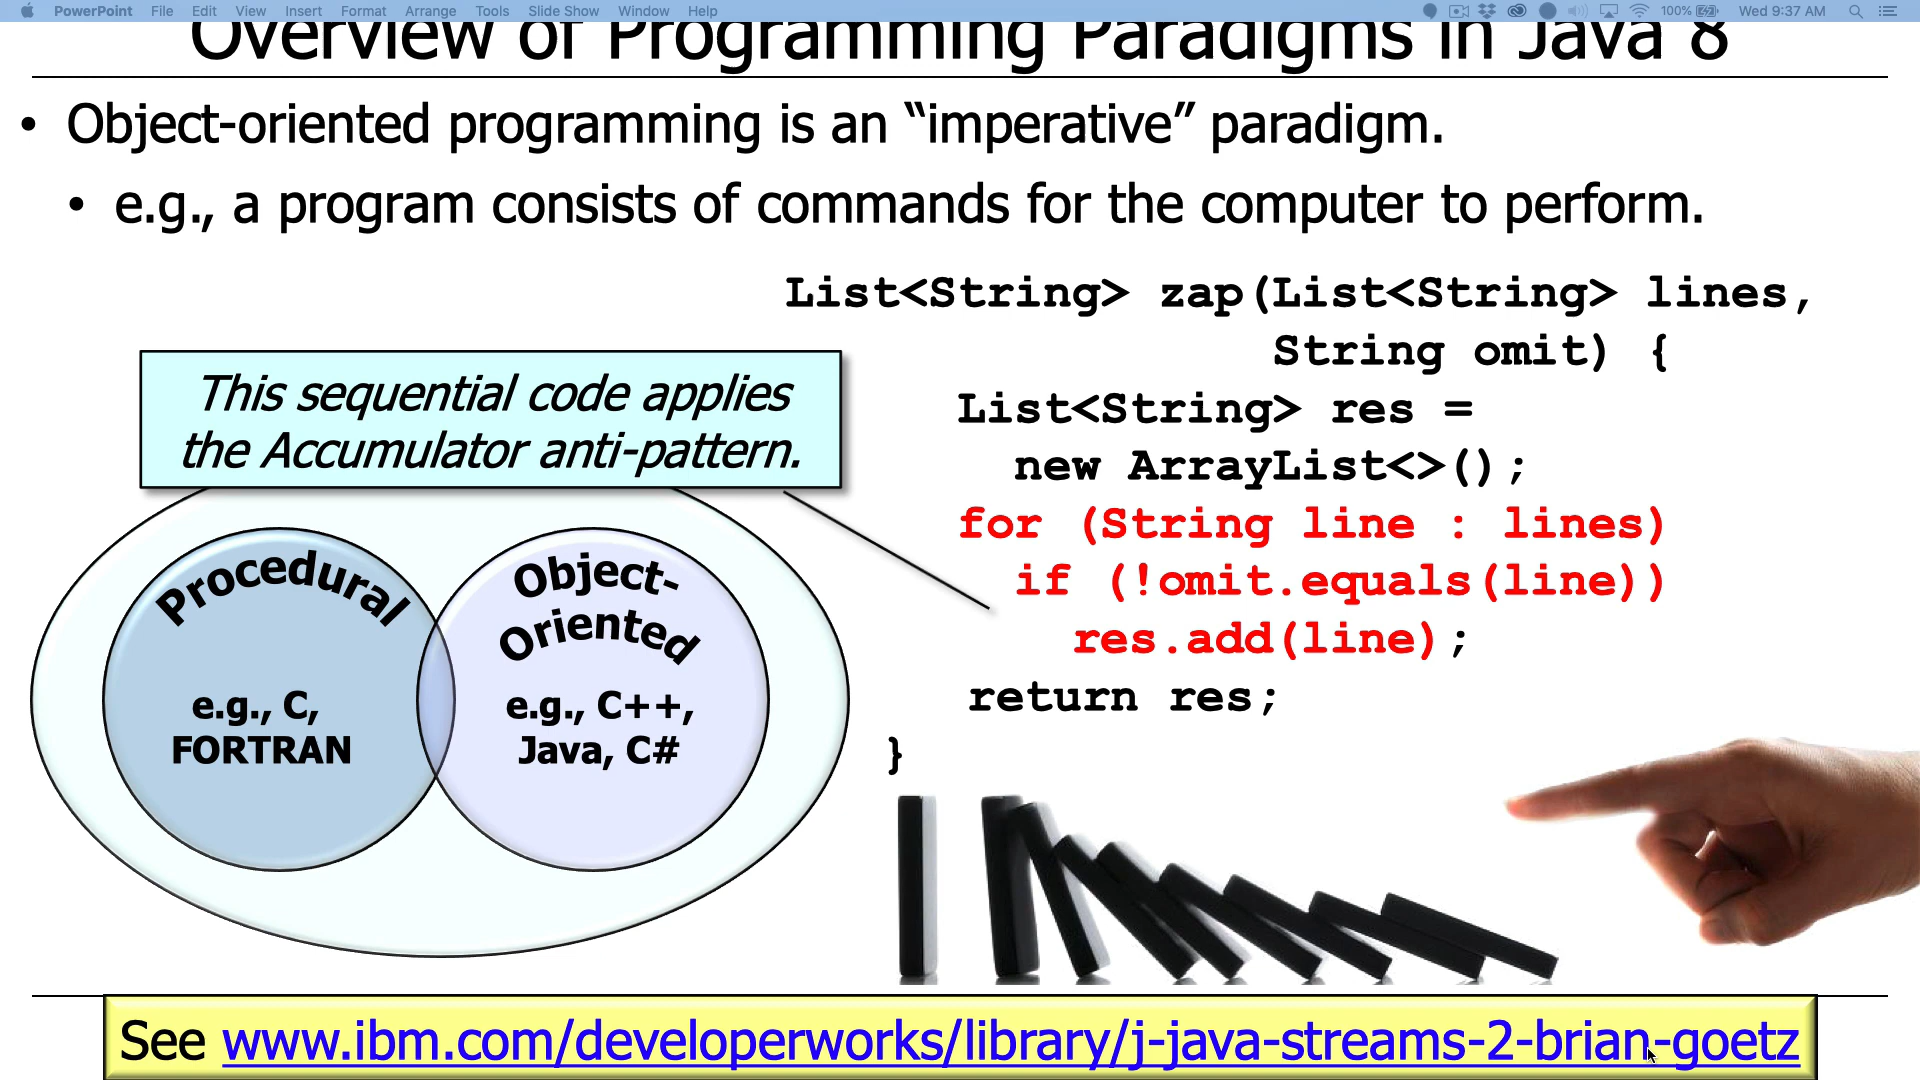 PowerPoint File Edit View Insert Format Arrange Tools Slide Show Window Help 100% Wed 9:37 AM
Overview of Programming Paradigms in Java 8
• Object-oriented programming is an “imperative” paradigm.
• e.g., a program consists of commands for the computer to perform.
List<String> zap(List<String> lines,
String omit) {
List<String> res =
new ArrayList<>();
for (String line : lines)
if (!omit.equals(line))
res.add(line);
return res;
}
This sequential code applies
the Accumulator anti-pattern.
Procedural
e.g., C,
FORTRAN
Object-
Oriented
e.g., C++,
Java, C#
See www.ibm.com/developerworks/library/j-java-streams-2-brian-goetz